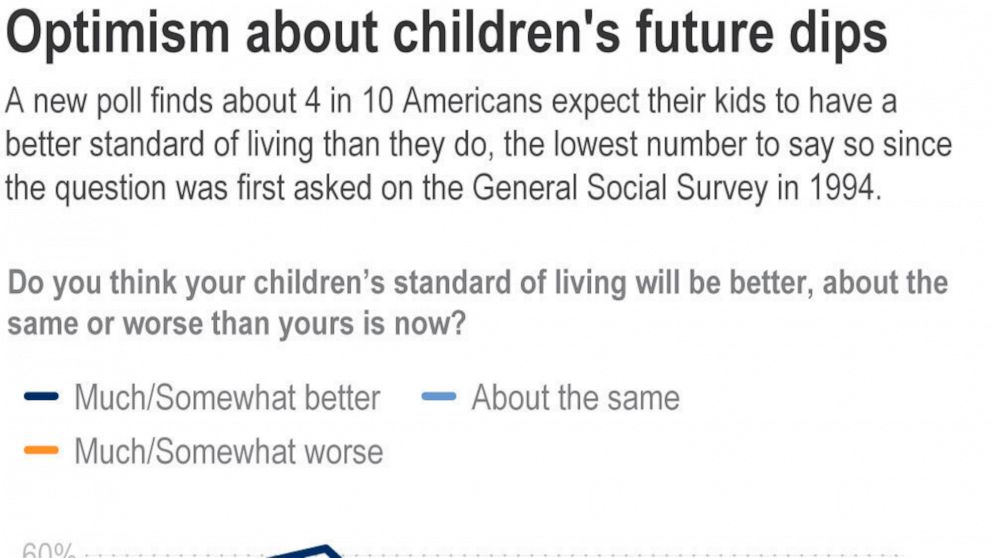 Optimism about children's future dips
A new poll finds about 4 in 10 Americans expect their kids to have a
better standard of living than they do, the lowest number to say so since
the question was first asked on the General Social Survey in 1994.
Do you think your children’s standard of living will be better, about the
same or worse than yours is now?
Much/Somewhat better About the same
Much/Somewhat worse
60%